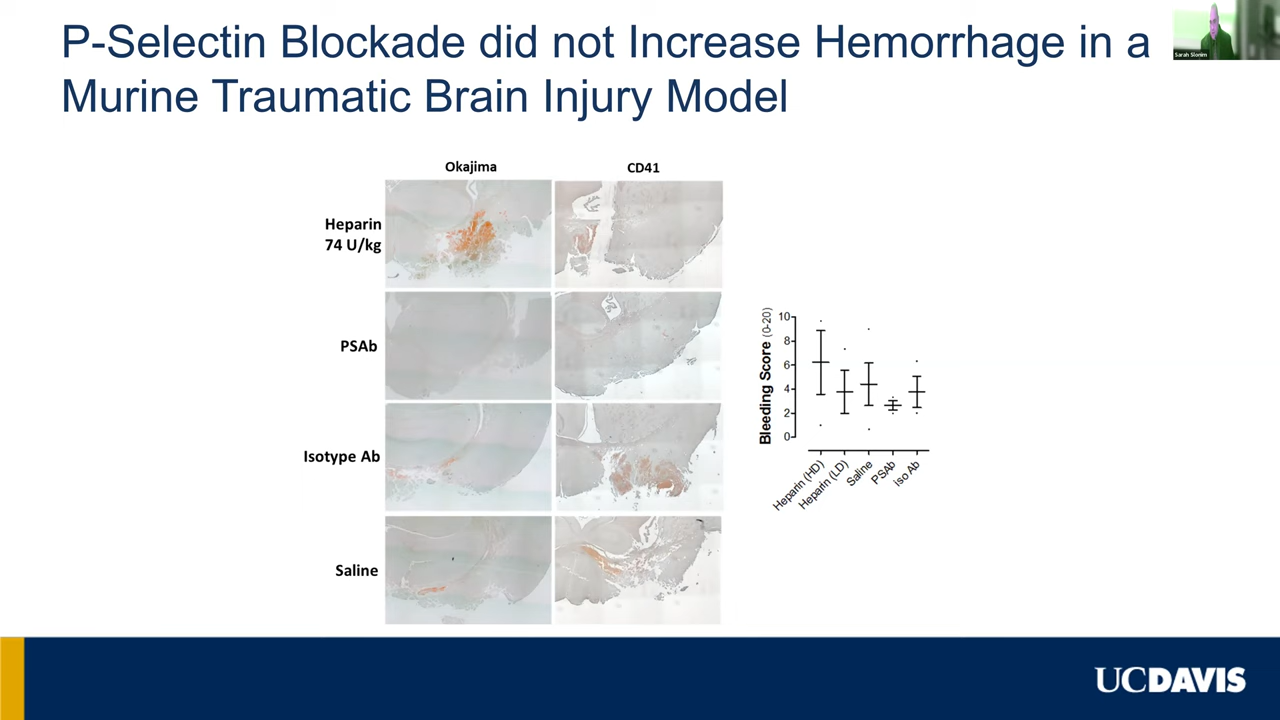 P-Selectin Blockade did not Increase Hemorrhage in a
Murine Traumatic Brain Injury Model
Sarah Slonim
Okajima
CD41
Heparin
74 U/kg
PSAb
Isotype Ab
Saline
Bleeding Score (0-20)
10
8
6
4
2
0
Heparin (HD)
Heparin (LD)
Saline
PSAb
Iso Ab
UCDAVIS